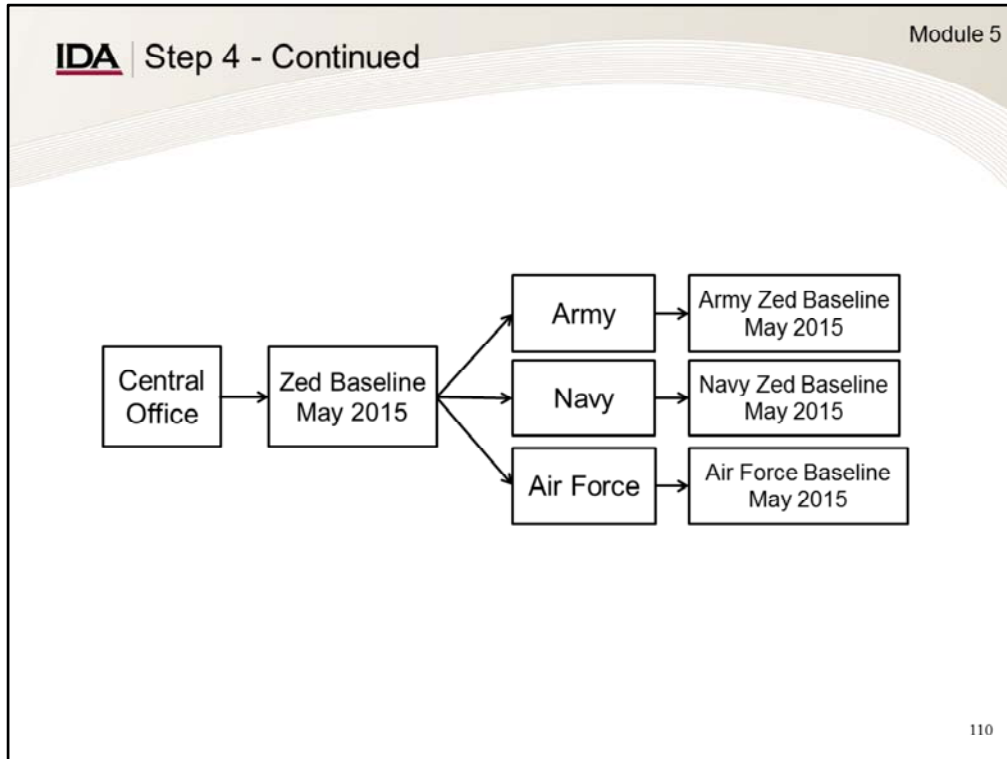 Module 5
IDA Step 4 - Continued
Central
Office
Zed Baseline
May 2015
Army
Army Zed Baseline
May 2015
Navy
Navy Zed Baseline
May 2015
Air Force
Air Force Baseline
May 2015
110